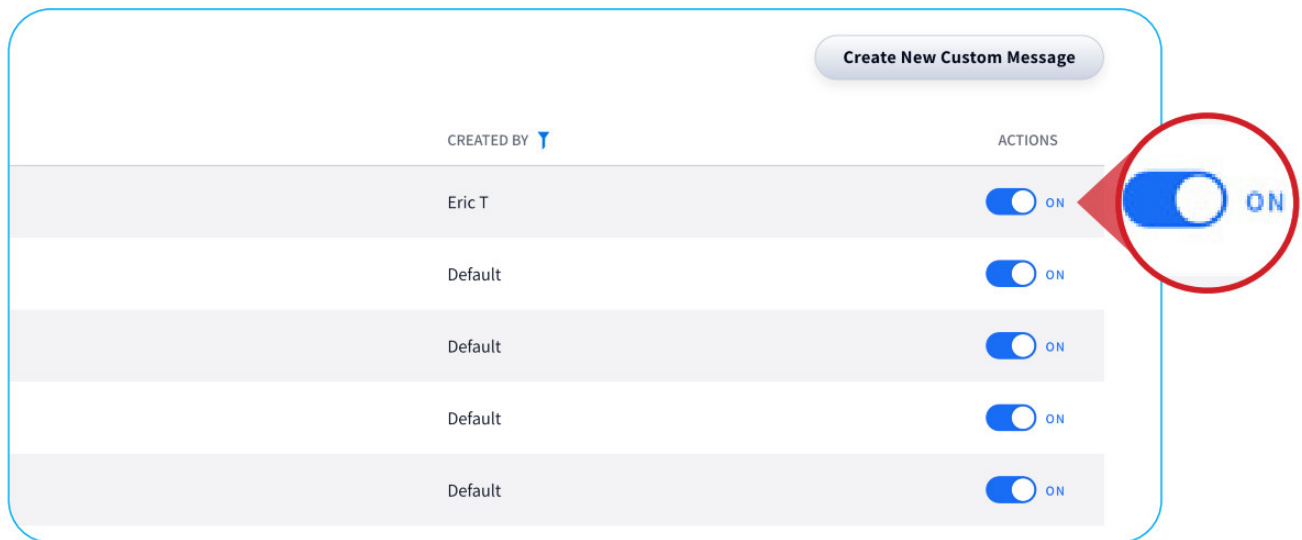 Create New Custom Message
CREATED BY ACTIONS
Eric T ON ON
Default ON
Default ON
Default ON
Default ON